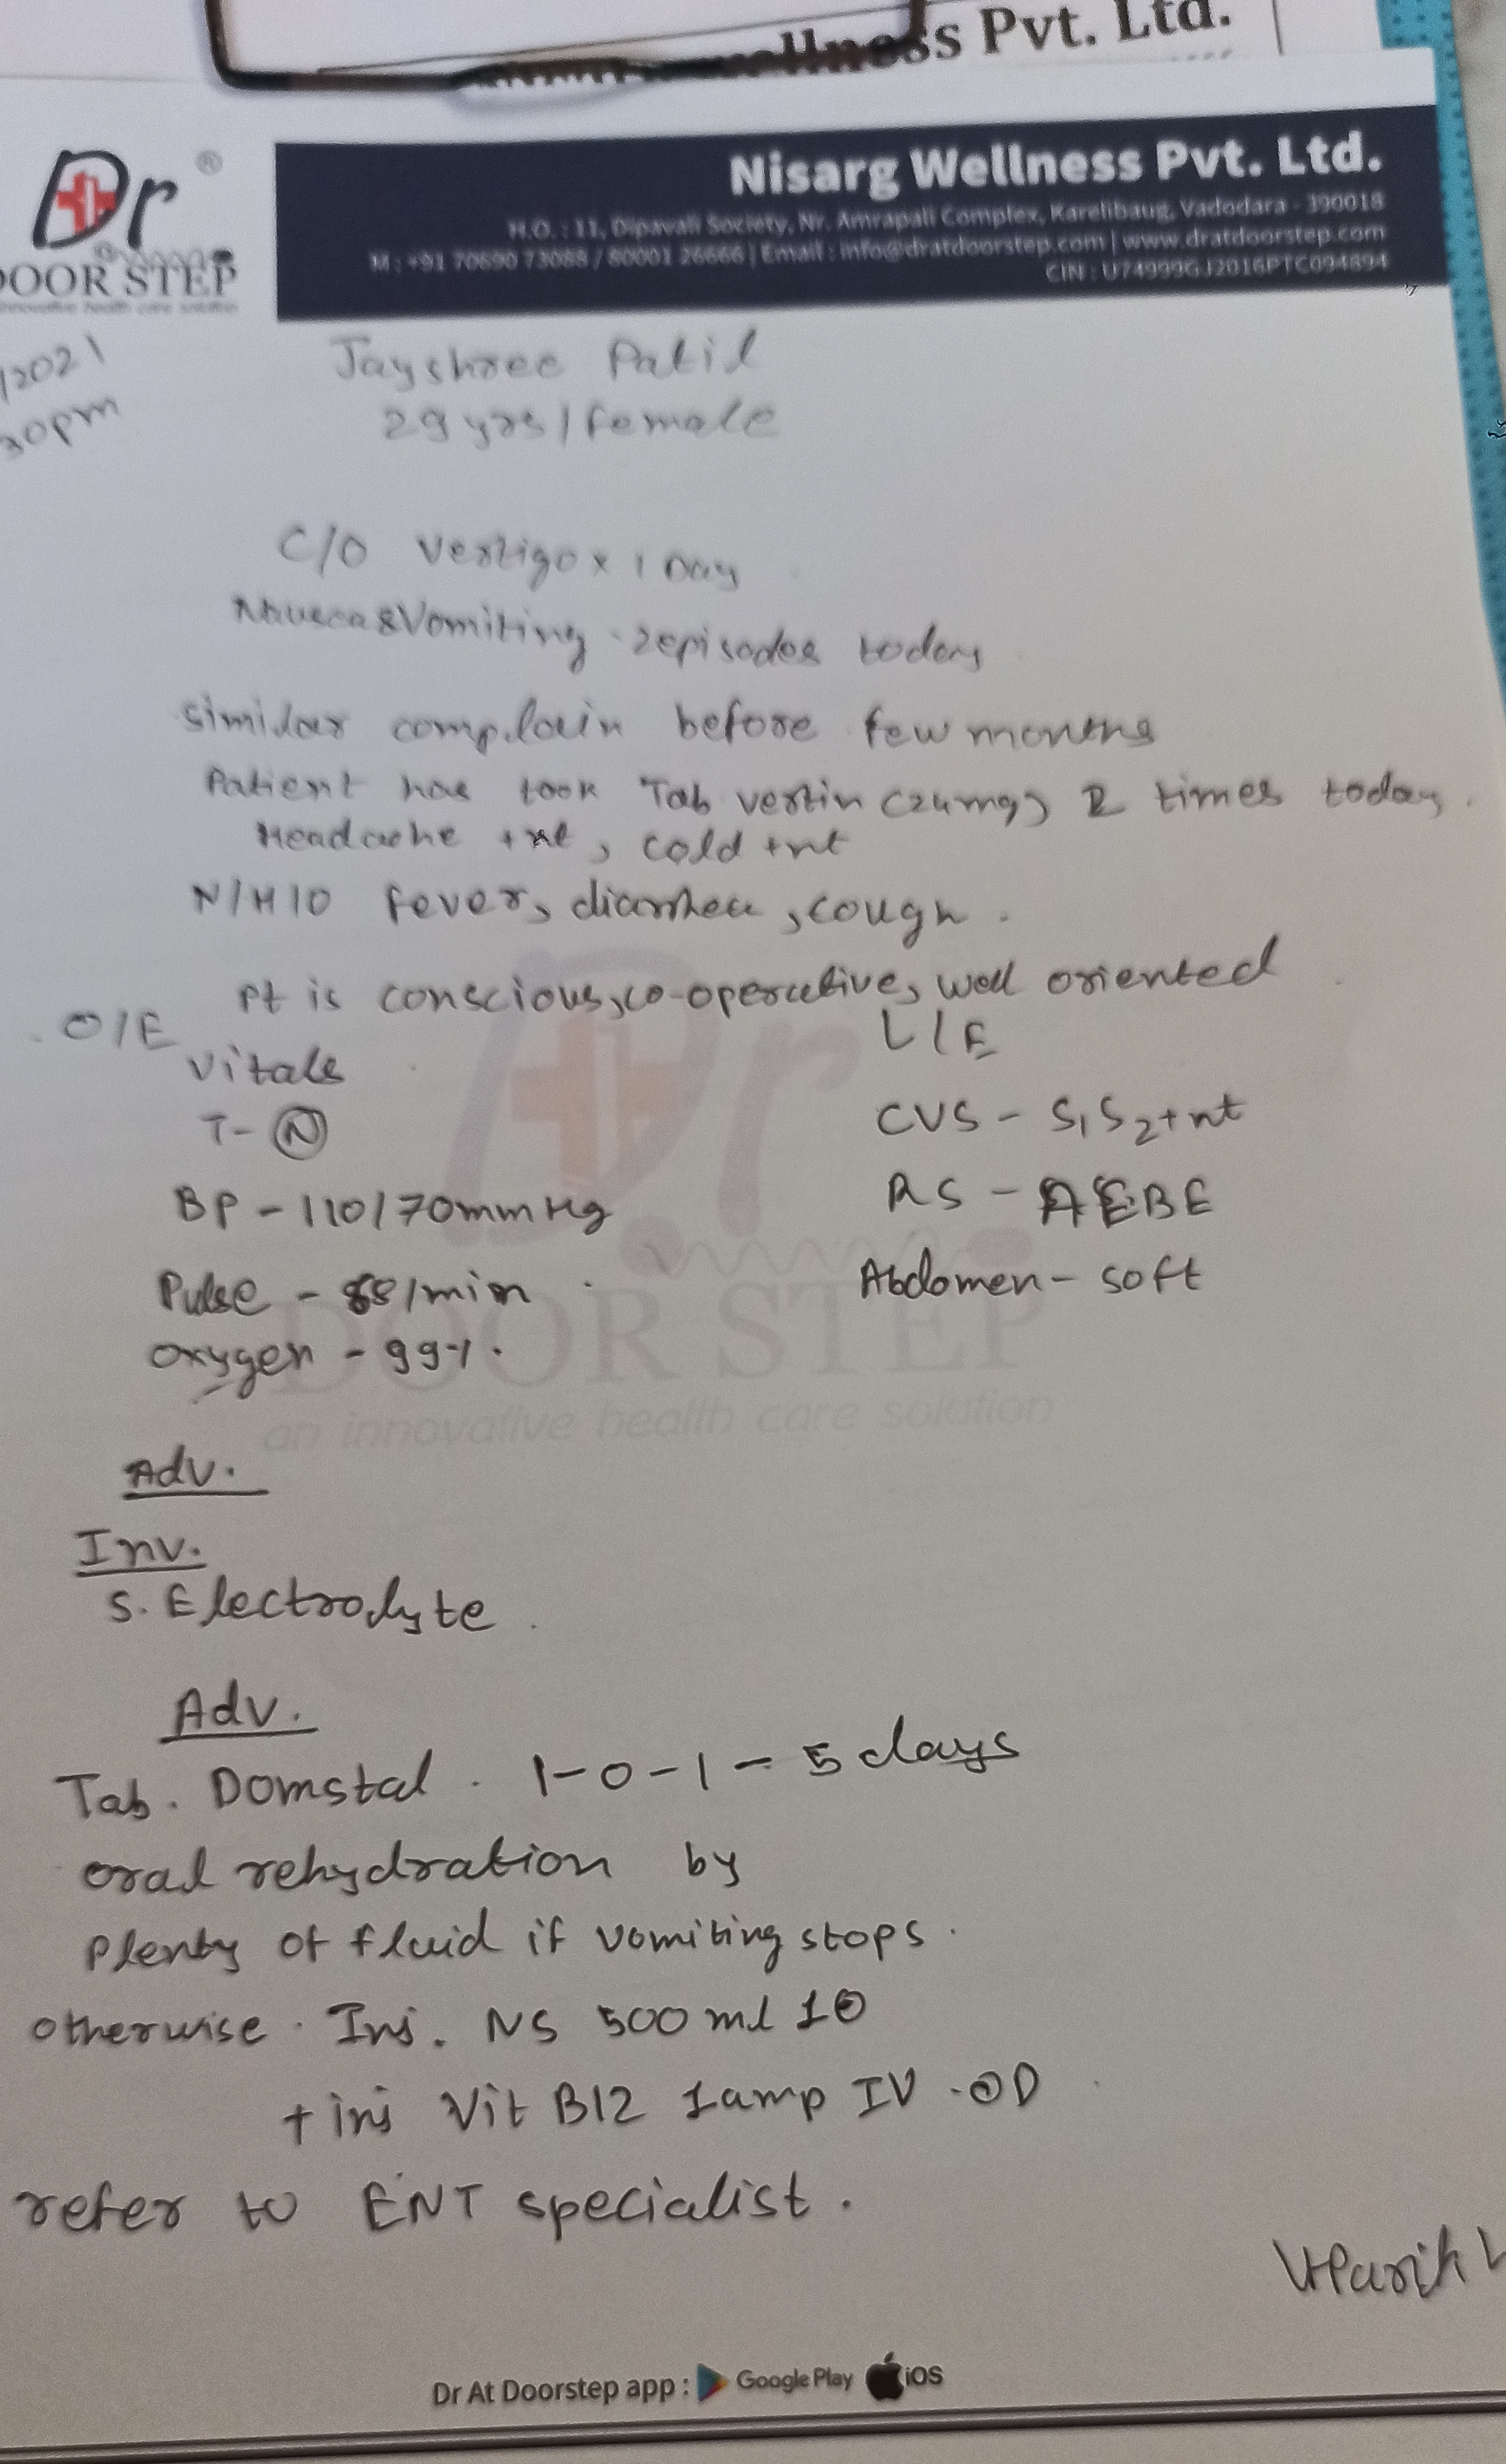 ellness Pvt. Ltd.
Dr ®
DOOR STEP
innovative health care solution
Nisarg Wellness Pvt. Ltd.
H.O. : 11, Dipavali Society, Nr. Amrapali Complex, Karelibaug, Vadodara - 390018
M : +91 70690 73088 / 80001 26666 | Email : info@dratdoorstep.com | www.dratdoorstep.com
CIN : U74999GJ2016PTC094894
/2021
30pm
Jayshree Patil
29 yrs / female
C/O Vertigo x 1 Day
Nausea & Vomiting - 2 episodes today
similar complain before few months
Patient has took Tab vertin (24mg) 2 times today.
Headache +nt, cold +nt
N/H/O fever, diarrhea, cough.
Pt is conscious, co-operative, well oriented
O/E
Vitals
L/E
T - N
CVS - S1 S2 +nt
BP - 110/70 mmHg
RS - AEBE
Pulse - 88/min
Abdomen - soft
Oxygen - 99%.
Dr
DOOR STEP
an innovative health care solution
Adv.
Inv.
S. Electrolyte.
Adv.
Tab. Domstal. 1-0-1 - 5 days
oral rehydration by
plenty of fluid if vomiting stops.
otherwise. Inj. NS 500 ml
+ inj Vit B12 1 amp IV OD
refer to ENT specialist.
Dr At Doorstep app : Google Play iOS